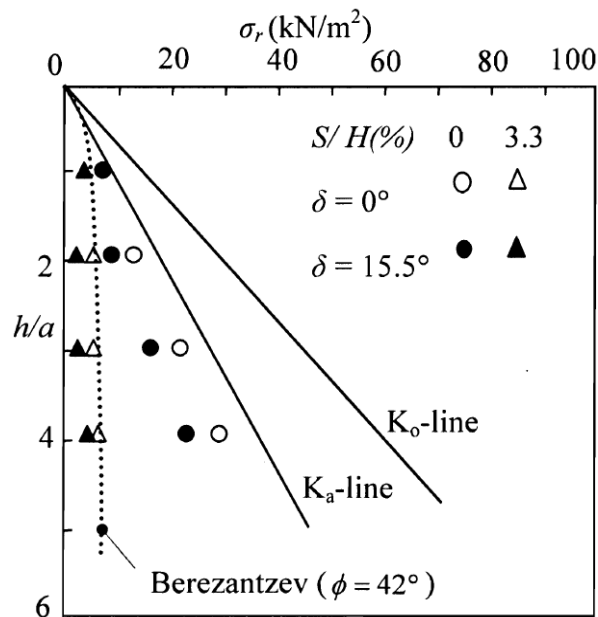 σr (kN/m²)
0 20 40 60 80 100
S/ H(%) 0 3.3
δ = 0°
δ = 15.5°
2
h/a
4
6
Ko-line
Ka-line
Berezantzev (ϕ = 42°)